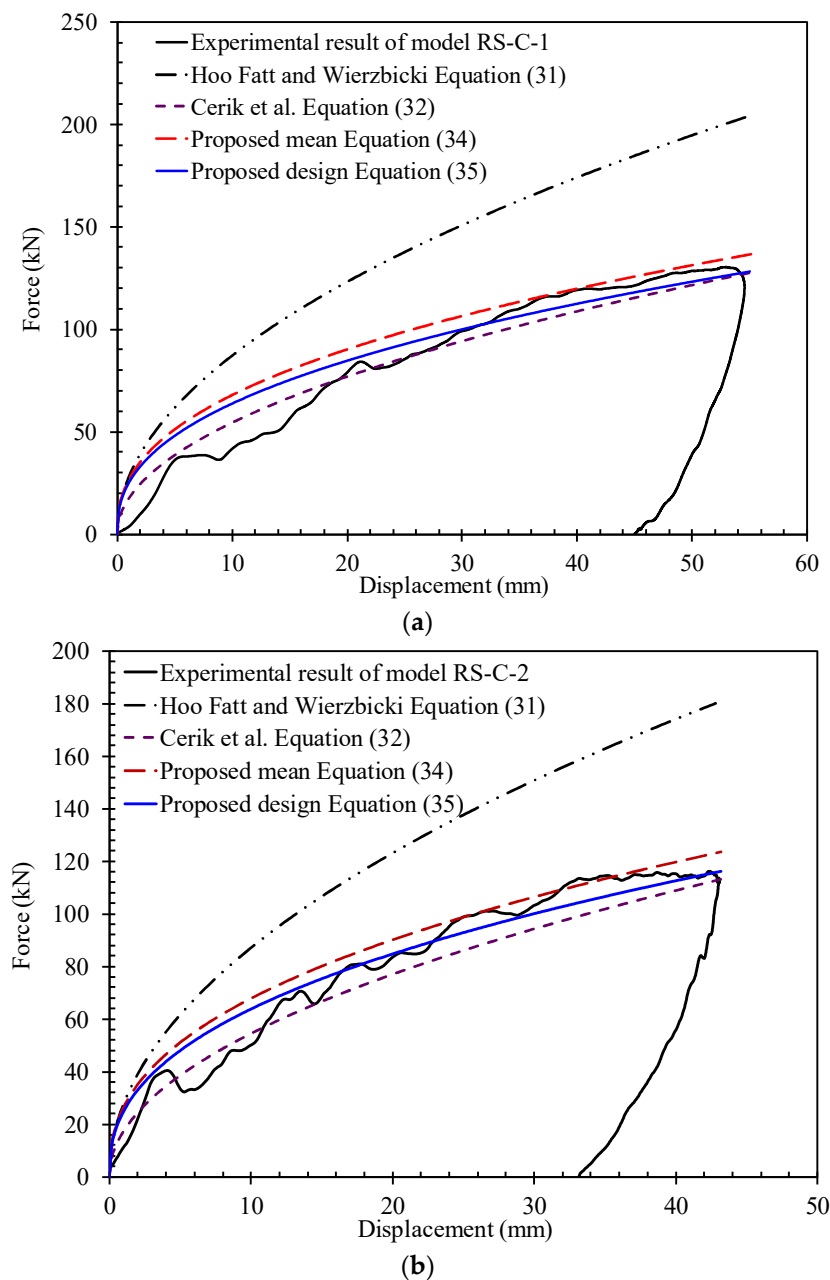 250
200
150
100
50
0
Force (kN)
Experimental result of model RS-C-1
Hoo Fatt and Wierzbicki Equation (31)
Cerik et al. Equation (32)
Proposed mean Equation (34)
Proposed design Equation (35)
0 10 20 30 40 50 60
Displacement (mm)
(a)
200
180
160
140
120
100
80
60
40
20
0
Force (kN)
Experimental result of model RS-C-2
Hoo Fatt and Wierzbicki Equation (31)
Cerik et al. Equation (32)
Proposed mean Equation (34)
Proposed design Equation (35)
0 10 20 30 40 50
Displacement (mm)
(b)